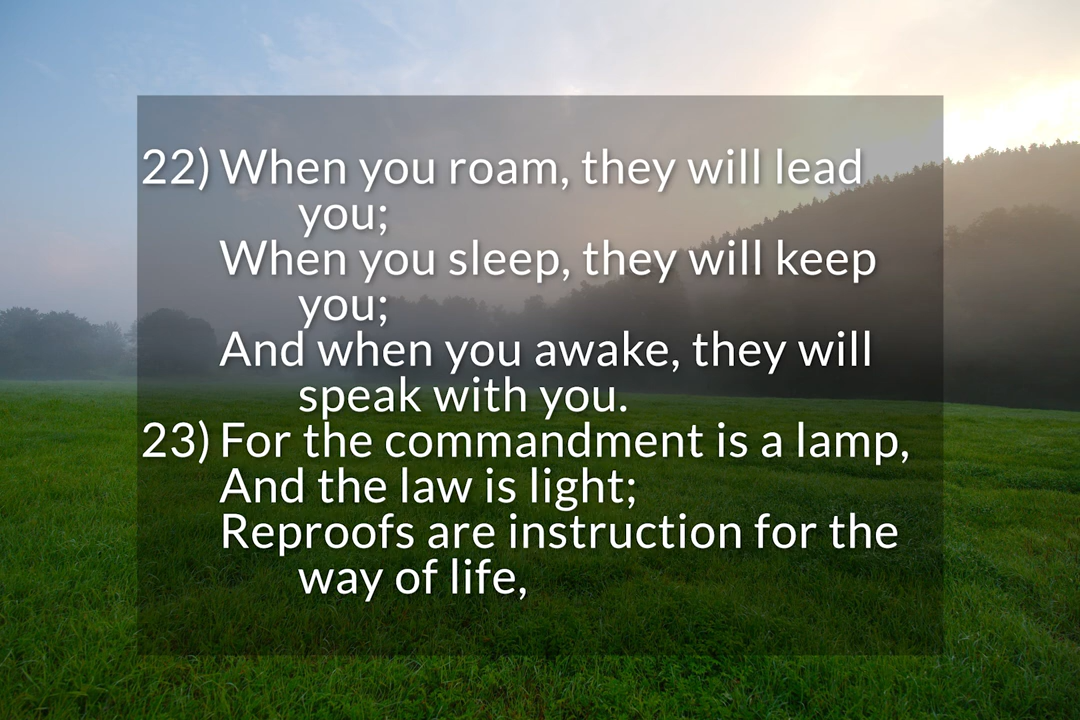 22) When you roam, they will lead
you;
When you sleep, they will keep
you;
And when you awake, they will
speak with you.
23) For the commandment is a lamp,
And the law is light;
Reproofs are instruction for the
way of life,